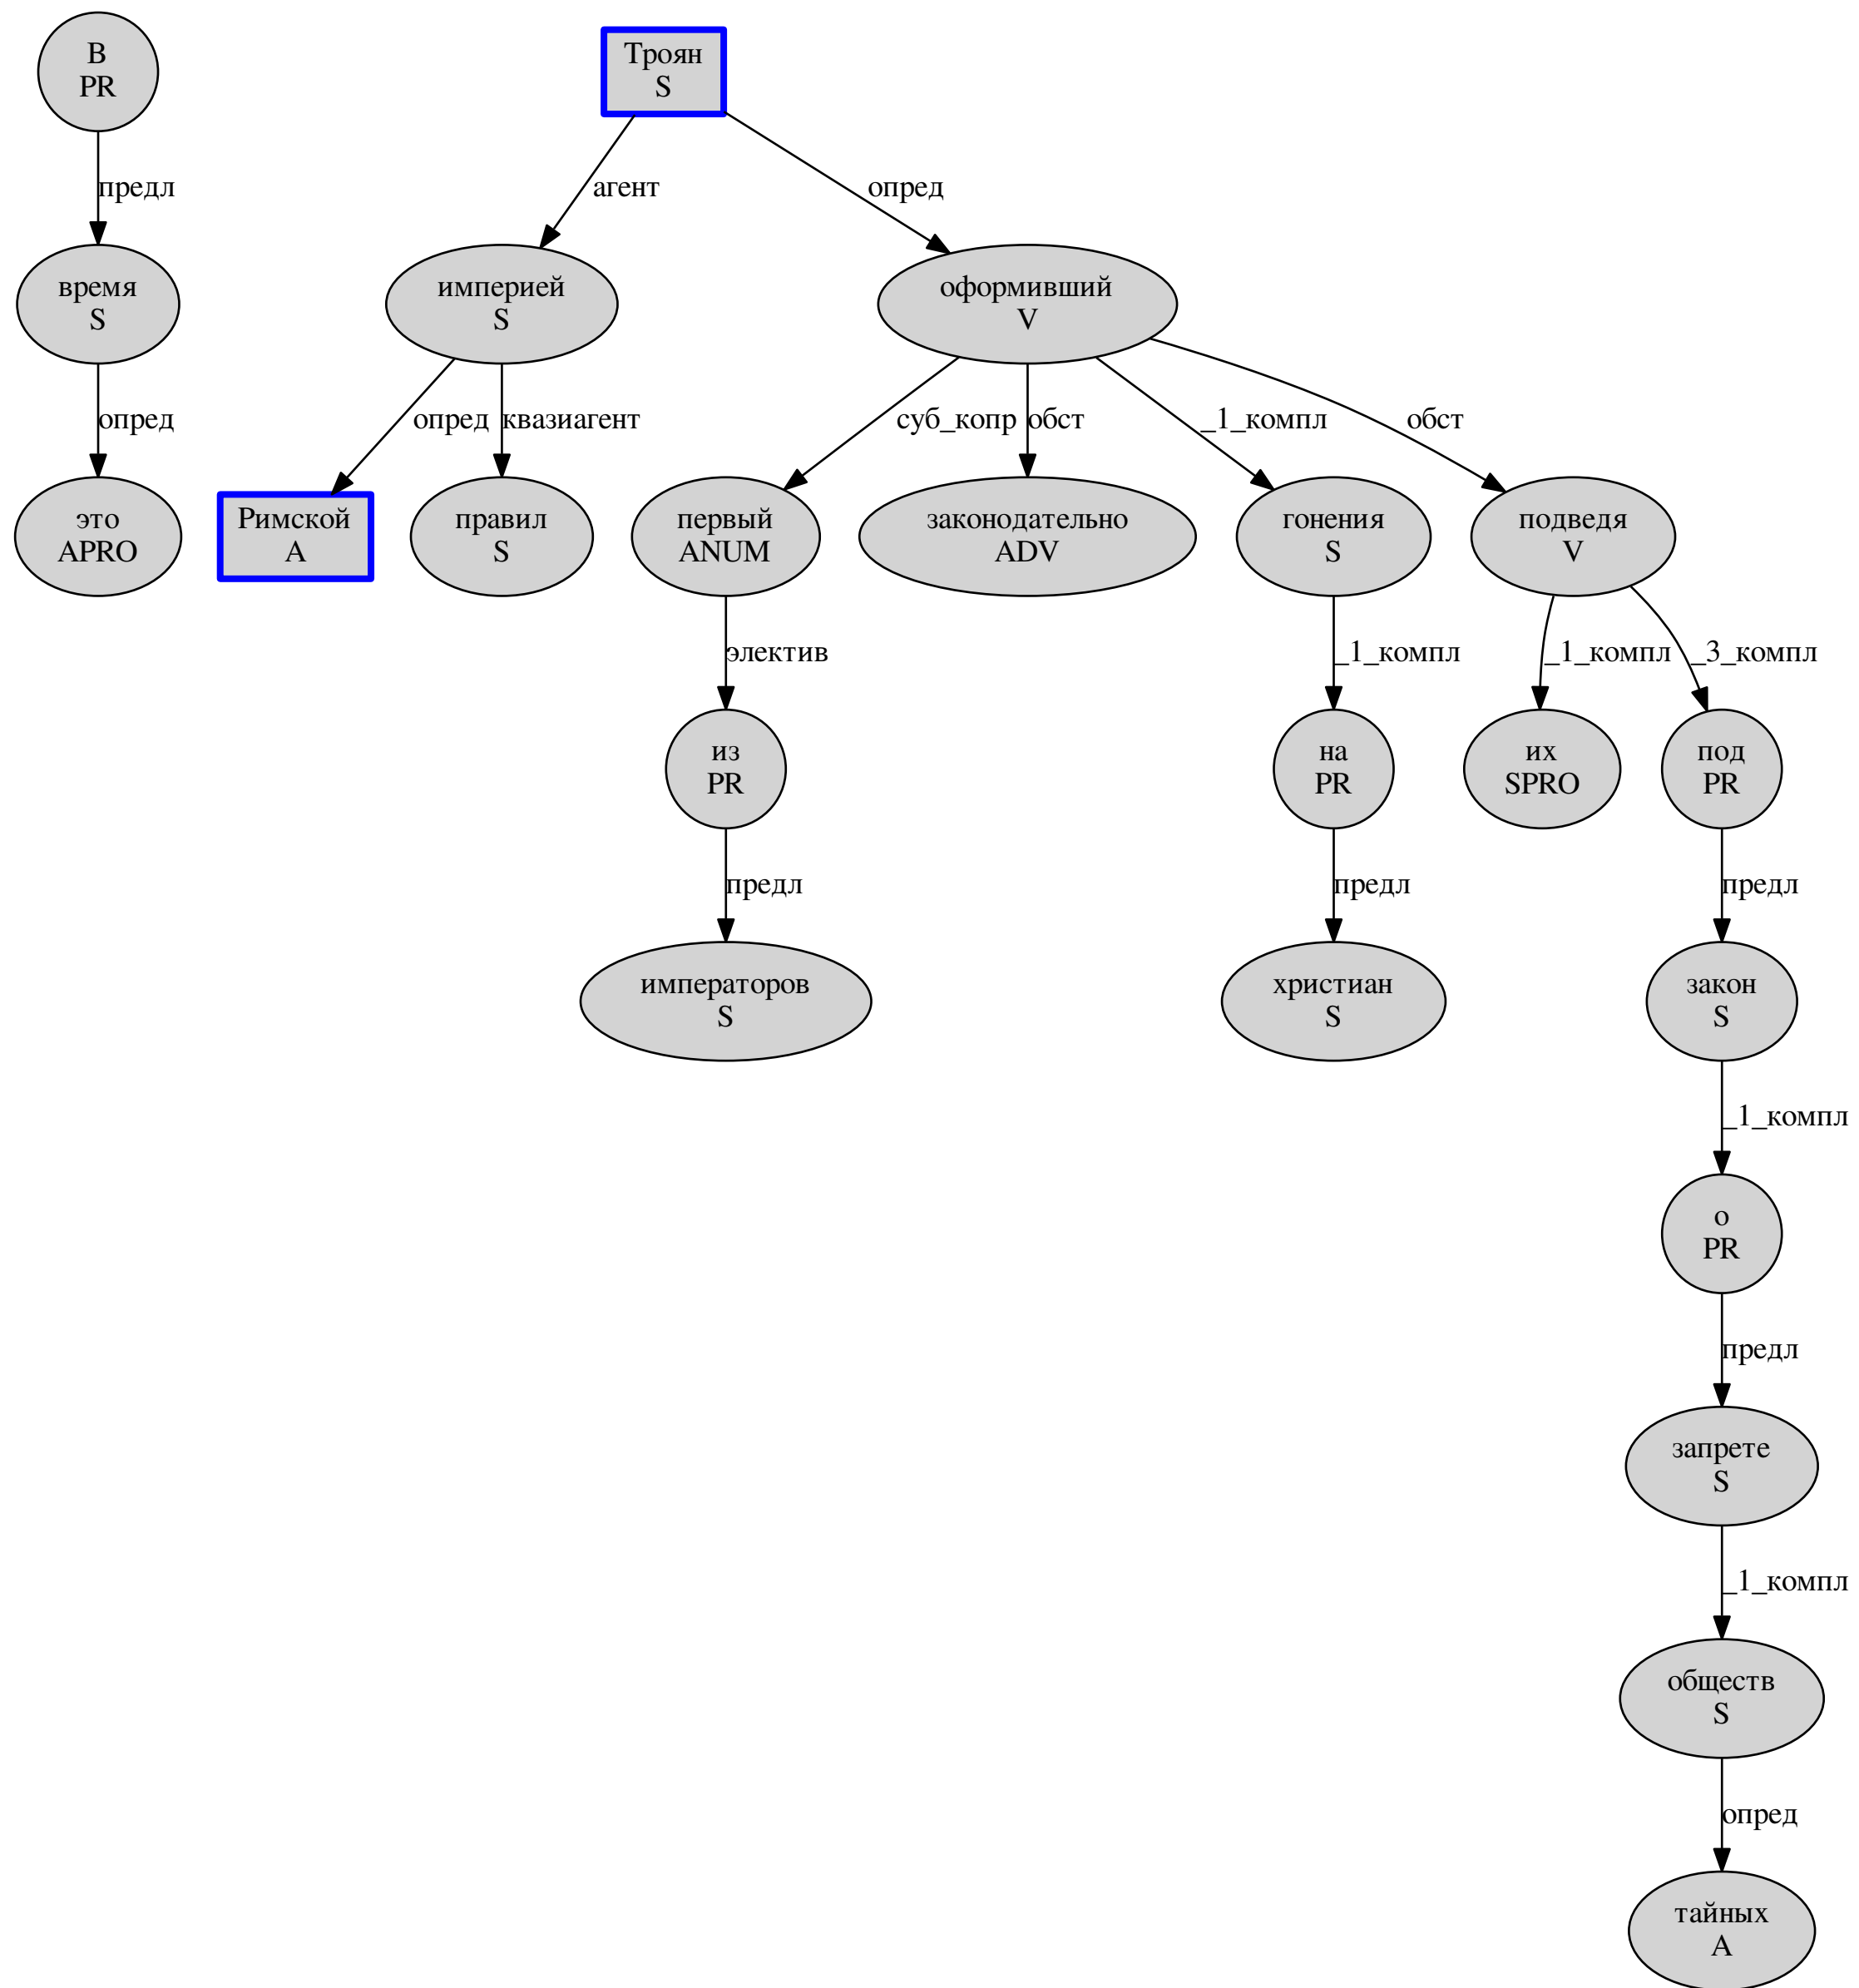 В
PR
Троян
S
предл
агент
опред
время
S
империей
S
оформивший
V
опред
опред
квазиагент
суб_копр
обст
_1_компл
обст
это
APRO
Римской
A
правил
S
первый
ANUM
законодательно
ADV
гонения
S
подведя
V
электив
_1_компл
_1_компл
_3_компл
из
PR
на
PR
их
SPRO
под
PR
предл
предл
предл
императоров
S
христиан
S
закон
S
_1_компл
о
PR
предл
запрете
S
_1_компл
обществ
S
опред
тайных
A